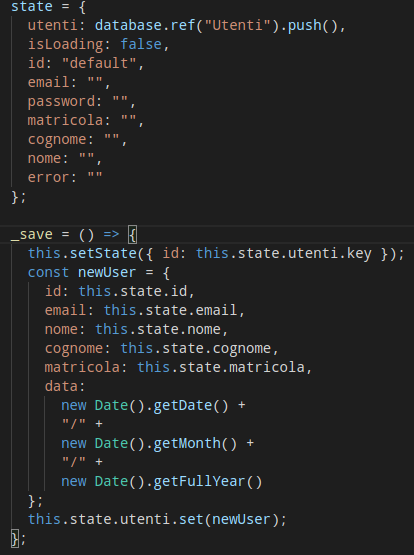 state = {
utenti: database.ref("Utenti").push(),
isLoading: false,
id: "default",
email: "",
password: "",
matricola: "",
cognome: "",
nome: "",
error: ""
};
_save = () => {
this.setState({ id: this.state.utenti.key });
const newUser = {
id: this.state.id,
email: this.state.email,
nome: this.state.nome,
cognome: this.state.cognome,
matricola: this.state.matricola,
data:
new Date().getDate() +
"/" +
new Date().getMonth() +
"/" +
new Date().getFullYear()
};
this.state.utenti.set(newUser);
};